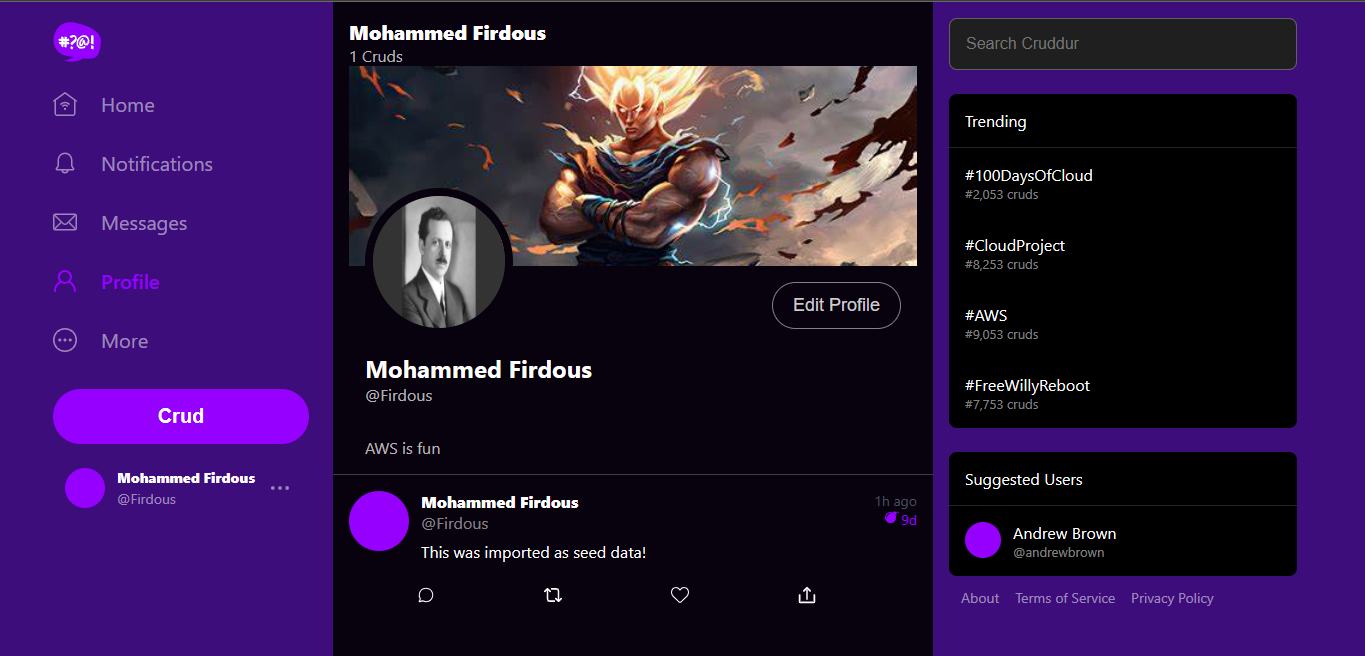 #?@!
Home
Notifications
Messages
Profile
More
Crud
Mohammed Firdous
@Firdous
Mohammed Firdous
1 Cruds
Edit Profile
Mohammed Firdous
@Firdous
AWS is fun
Mohammed Firdous
@Firdous
1h ago
9d
This was imported as seed data!
Search Cruddur
Trending
#100DaysOfCloud
#2,053 cruds
#CloudProject
#8,253 cruds
#AWS
#9,053 cruds
#FreeWillyReboot
#7,753 cruds
Suggested Users
Andrew Brown
@andrewbrown
About Terms of Service Privacy Policy